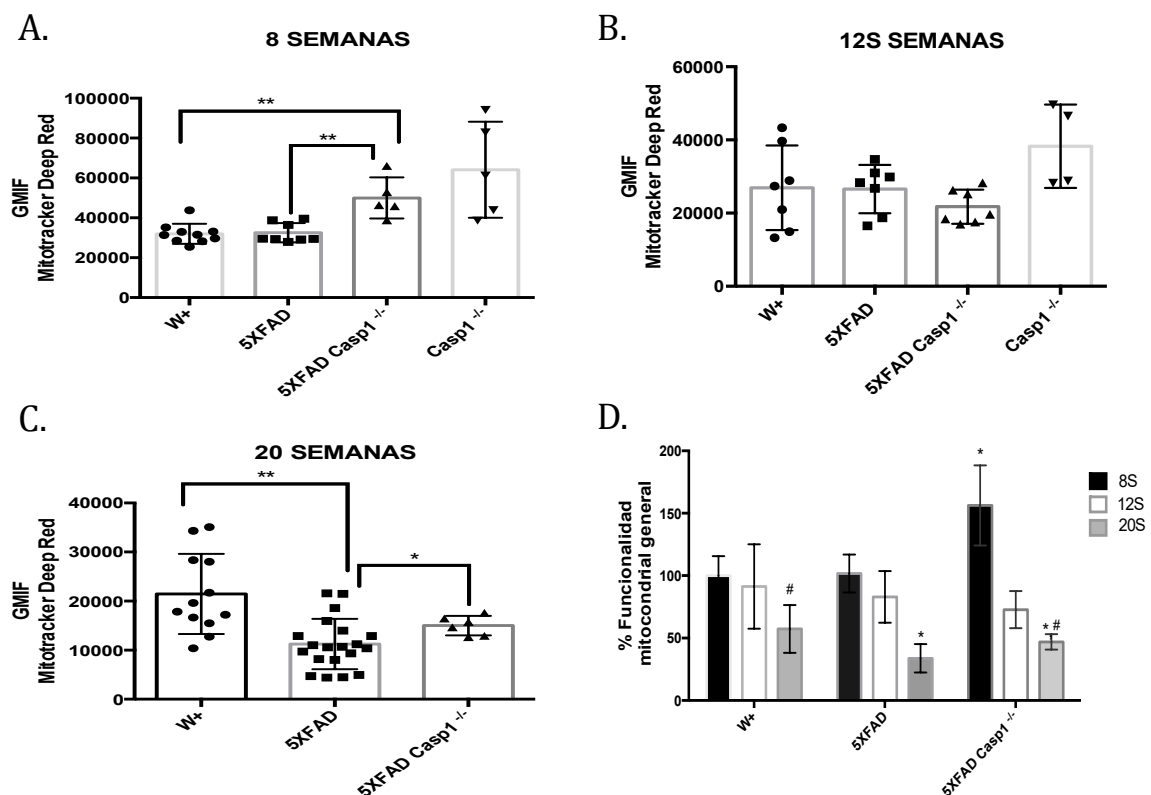 A.
8 SEMANAS
GMIF
Mitotracker Deep Red
100000
80000
60000
40000
20000
0
**
**
W+
5XFAD
5XFAD Casp1 -/-
Casp1 -/-
B.
12S SEMANAS
GMIF
Mitotracker Deep Red
60000
40000
20000
0
W+
5XFAD
5XFAD Casp1 -/-
Casp1 -/-
C.
20 SEMANAS
GMIF
Mitotracker Deep Red
40000
30000
20000
10000
0
**
*
W+
5XFAD
5XFAD Casp1 -/-
D.
% Funcionalidad
mitocondrial general
200
150
100
50
0
#
*
*
* #
8S
12S
20S
W+
5XFAD
5XFAD Casp1 -/-